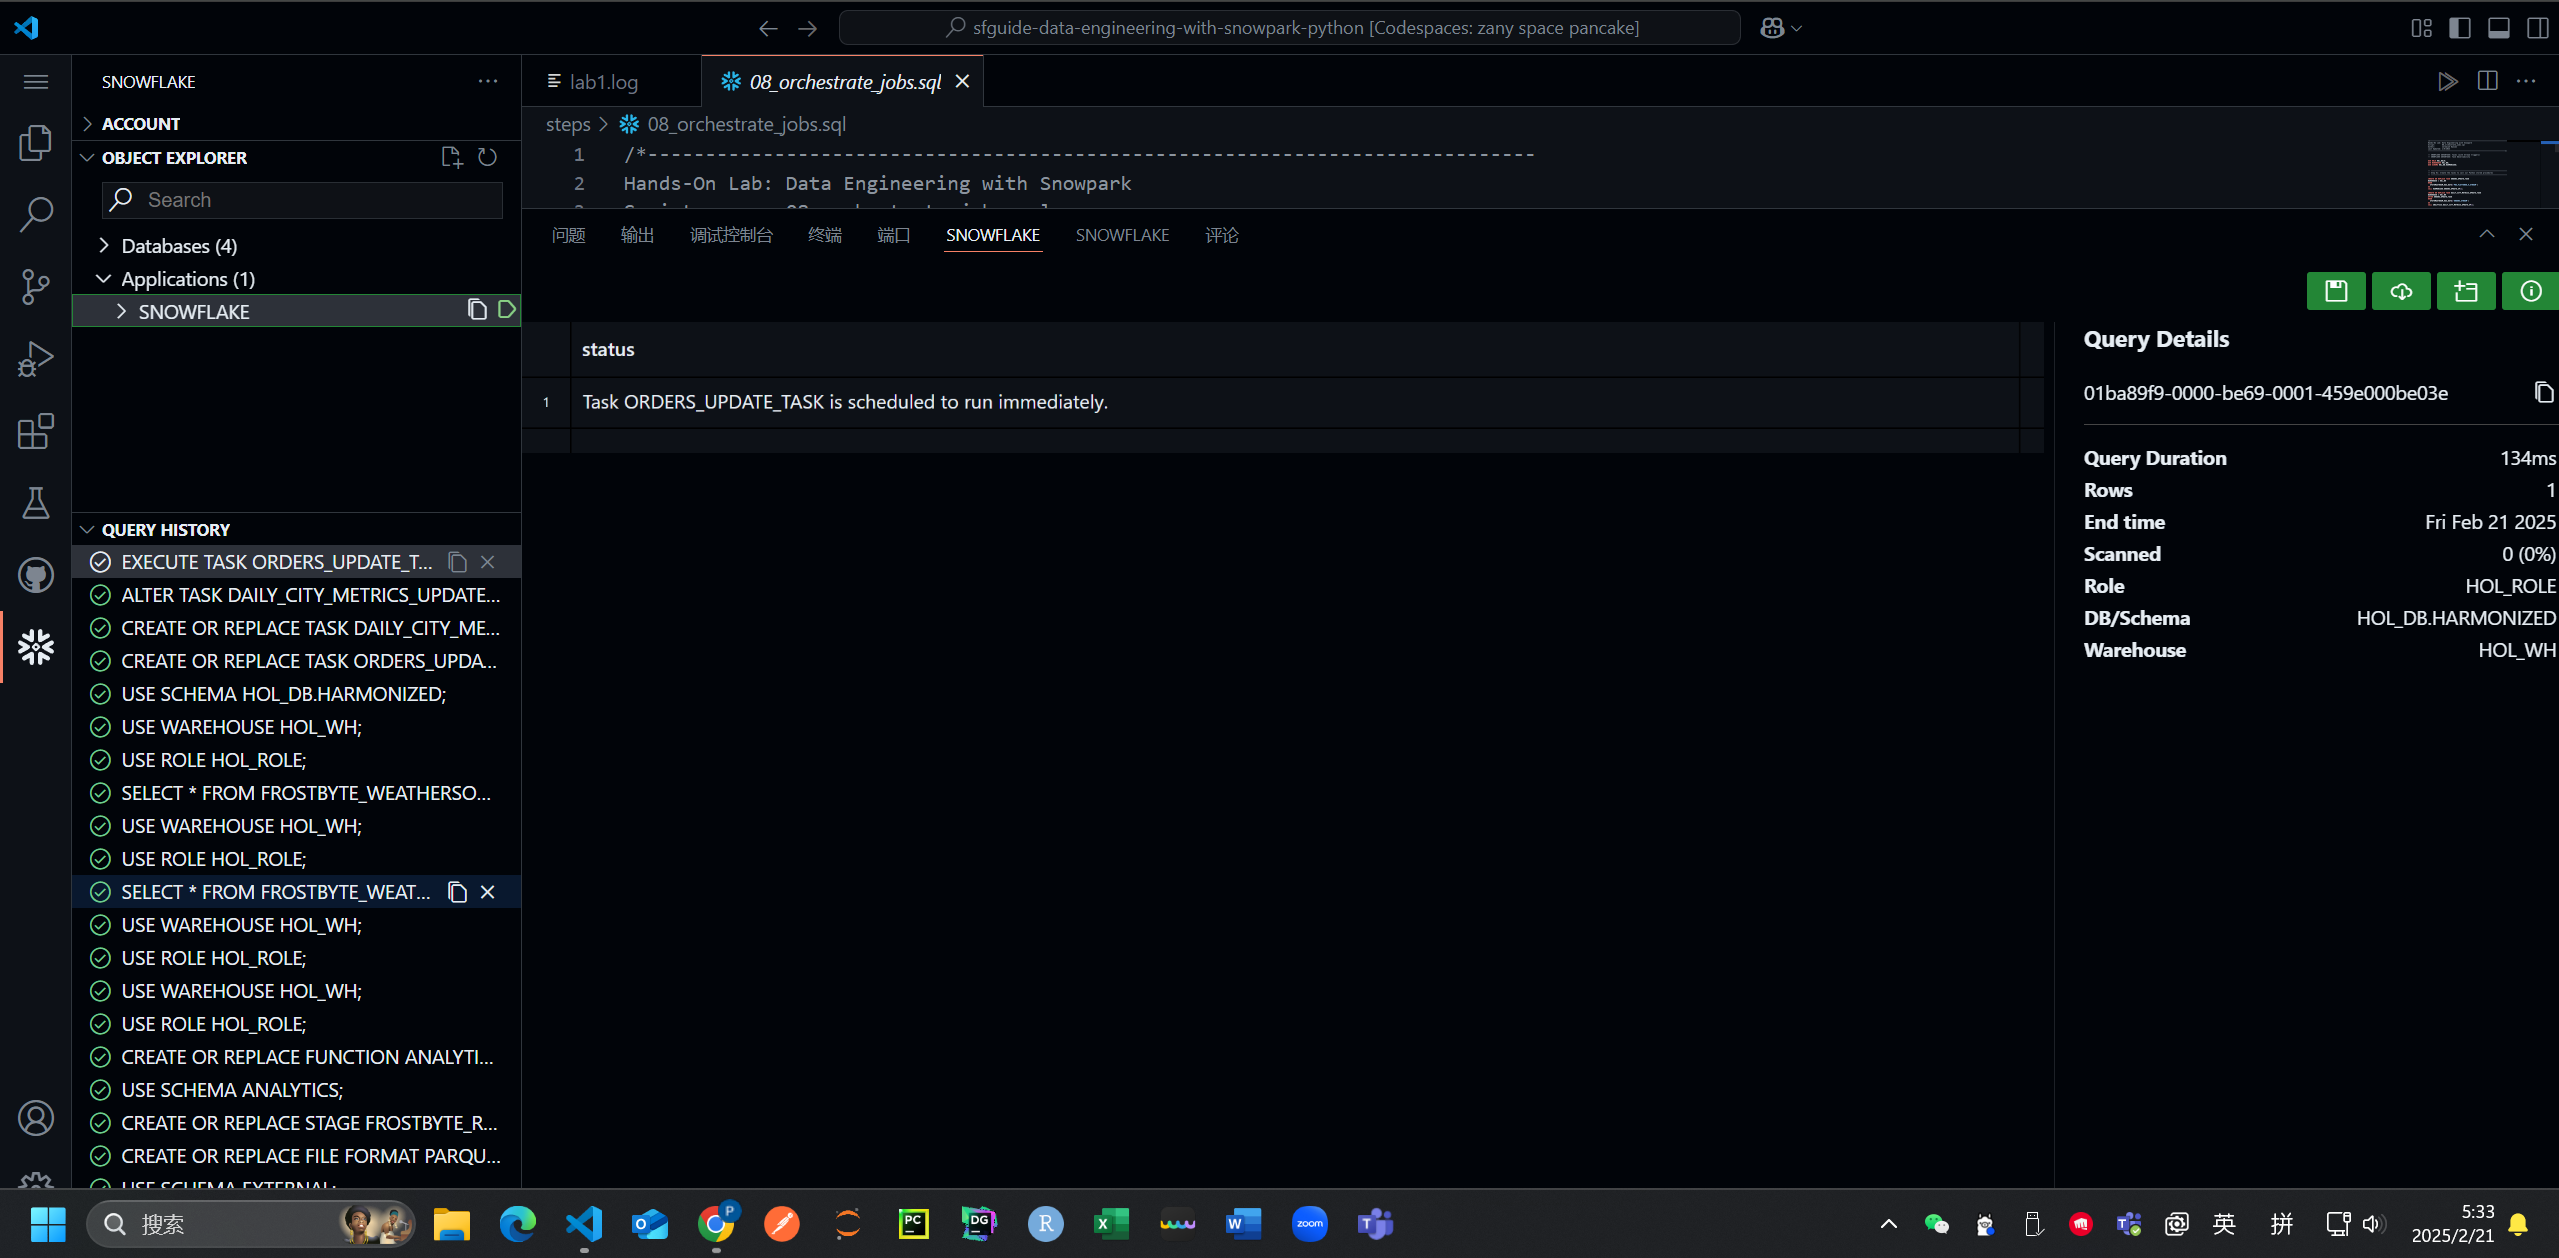 sfguide-data-engineering-with-snowpark-python [Codespaces: zany space pancake]
SNOWFLAKE
ACCOUNT
OBJECT EXPLORER
Search
Databases (4)
Applications (1)
SNOWFLAKE
QUERY HISTORY
EXECUTE TASK ORDERS_UPDATE_T...
ALTER TASK DAILY_CITY_METRICS_UPDATE...
CREATE OR REPLACE TASK DAILY_CITY_ME...
CREATE OR REPLACE TASK ORDERS_UPDA...
USE SCHEMA HOL_DB.HARMONIZED;
USE WAREHOUSE HOL_WH;
USE ROLE HOL_ROLE;
SELECT * FROM FROSTBYTE_WEATHERSO...
USE WAREHOUSE HOL_WH;
USE ROLE HOL_ROLE;
SELECT * FROM FROSTBYTE_WEAT...
USE WAREHOUSE HOL_WH;
USE ROLE HOL_ROLE;
USE WAREHOUSE HOL_WH;
USE ROLE HOL_ROLE;
CREATE OR REPLACE FUNCTION ANALYTI...
USE SCHEMA ANALYTICS;
CREATE OR REPLACE STAGE FROSTBYTE_R...
CREATE OR REPLACE FILE FORMAT PARQU...
USE SCHEMA EXTERNAL;
lab1.log
08_orchestrate_jobs.sql
steps > 08_orchestrate_jobs.sql
1 /*-----------------------------------------------------------------------------
2 Hands-On Lab: Data Engineering with Snowpark
问题 输出 调试控制台 终端 端口 SNOWFLAKE SNOWFLAKE 评论
status
1 Task ORDERS_UPDATE_TASK is scheduled to run immediately.
Query Details
01ba89f9-0000-be69-0001-459e000be03e
Query Duration 134ms
Rows 1
End time Fri Feb 21 2025
Scanned 0 (0%)
Role HOL_ROLE
DB/Schema HOL_DB.HARMONIZED
Warehouse HOL_WH
搜索
P
PC
DG
R
zoom
英
拼
5:33
2025/2/21